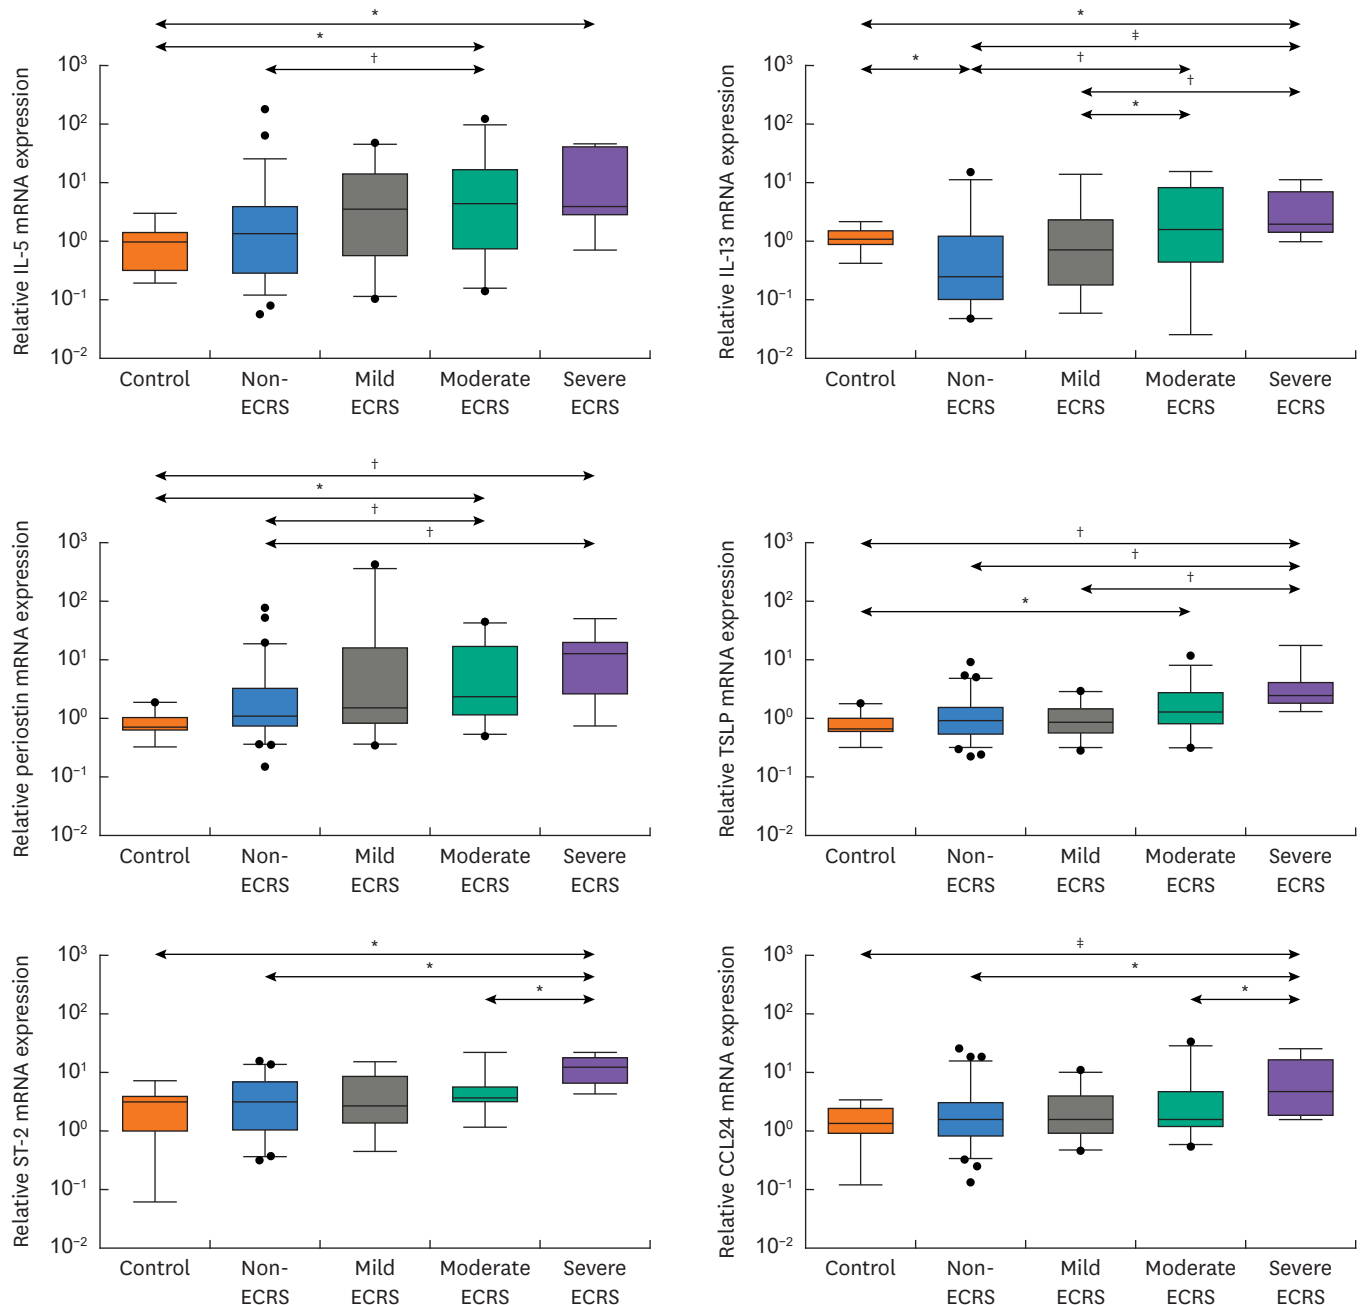 Relative IL-5 mRNA expression
*
*
†
10³
10²
10¹
10⁰
10⁻¹
10⁻²
Control
Non-
ECRS
Mild
ECRS
Moderate
ECRS
Severe
ECRS
Relative IL-13 mRNA expression
*
‡
*
†
†
*
10³
10²
10¹
10⁰
10⁻¹
10⁻²
Control
Non-
ECRS
Mild
ECRS
Moderate
ECRS
Severe
ECRS
Relative periostin mRNA expression
†
*
†
†
10³
10²
10¹
10⁰
10⁻¹
10⁻²
Control
Non-
ECRS
Mild
ECRS
Moderate
ECRS
Severe
ECRS
Relative TSLP mRNA expression
†
†
†
*
10³
10²
10¹
10⁰
10⁻¹
10⁻²
Control
Non-
ECRS
Mild
ECRS
Moderate
ECRS
Severe
ECRS
Relative ST-2 mRNA expression
*
*
*
10³
10²
10¹
10⁰
10⁻¹
10⁻²
Control
Non-
ECRS
Mild
ECRS
Moderate
ECRS
Severe
ECRS
Relative CCL24 mRNA expression
‡
*
*
10³
10²
10¹
10⁰
10⁻¹
10⁻²
Control
Non-
ECRS
Mild
ECRS
Moderate
ECRS
Severe
ECRS